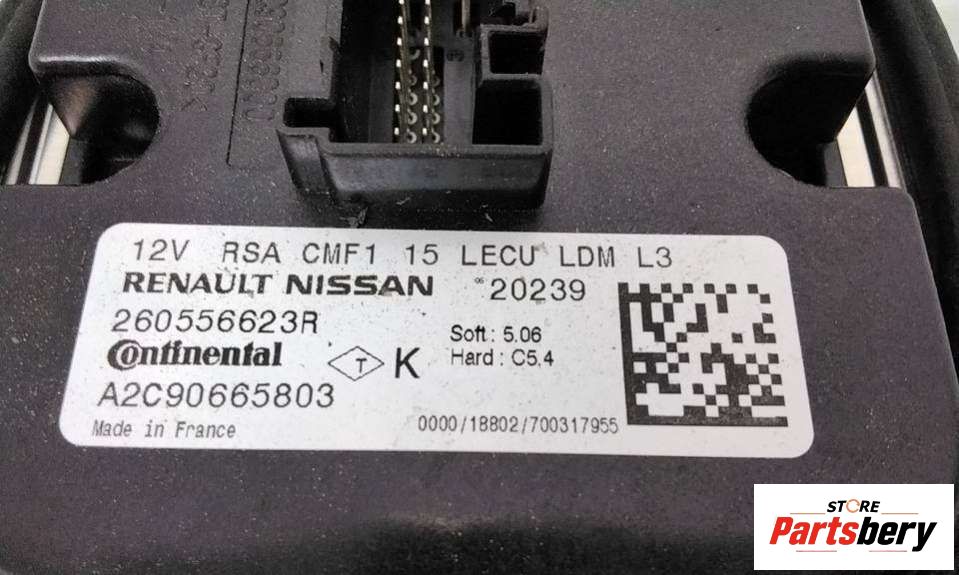 12V RSA CMF1 15 LECU LDM L3
RENAULT NISSAN 06 20239
260556623R
Soft: 5.06
Continental
T K
Hard: C5.4
A2C90665803
Made in France
0000/18802/700317955
STORE
Partsbery